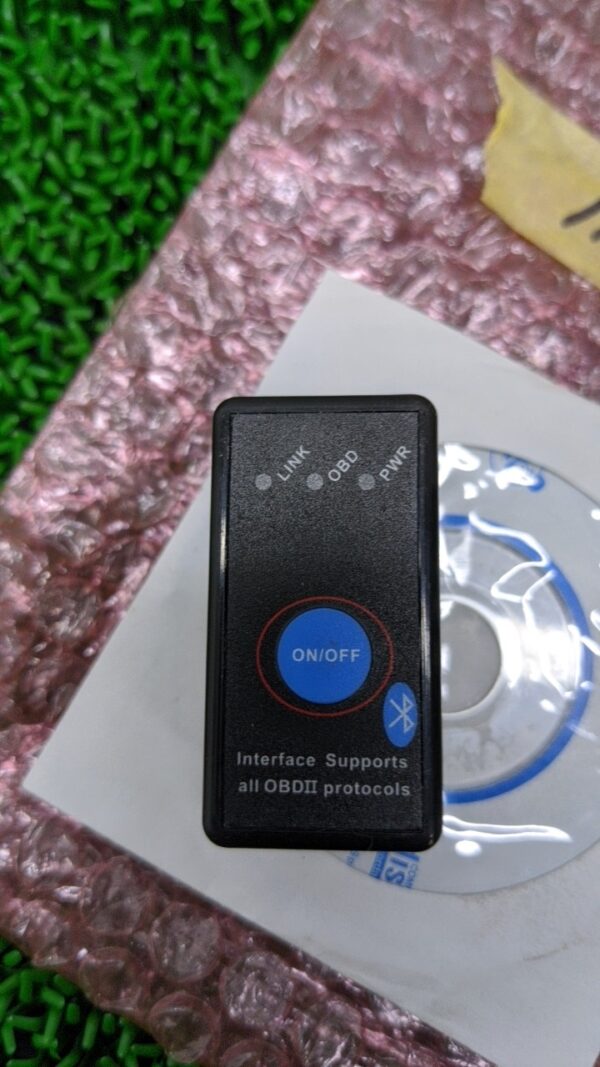 LINK
OBD
PWR
ON/OFF
Interface Supports
all OBDII protocols